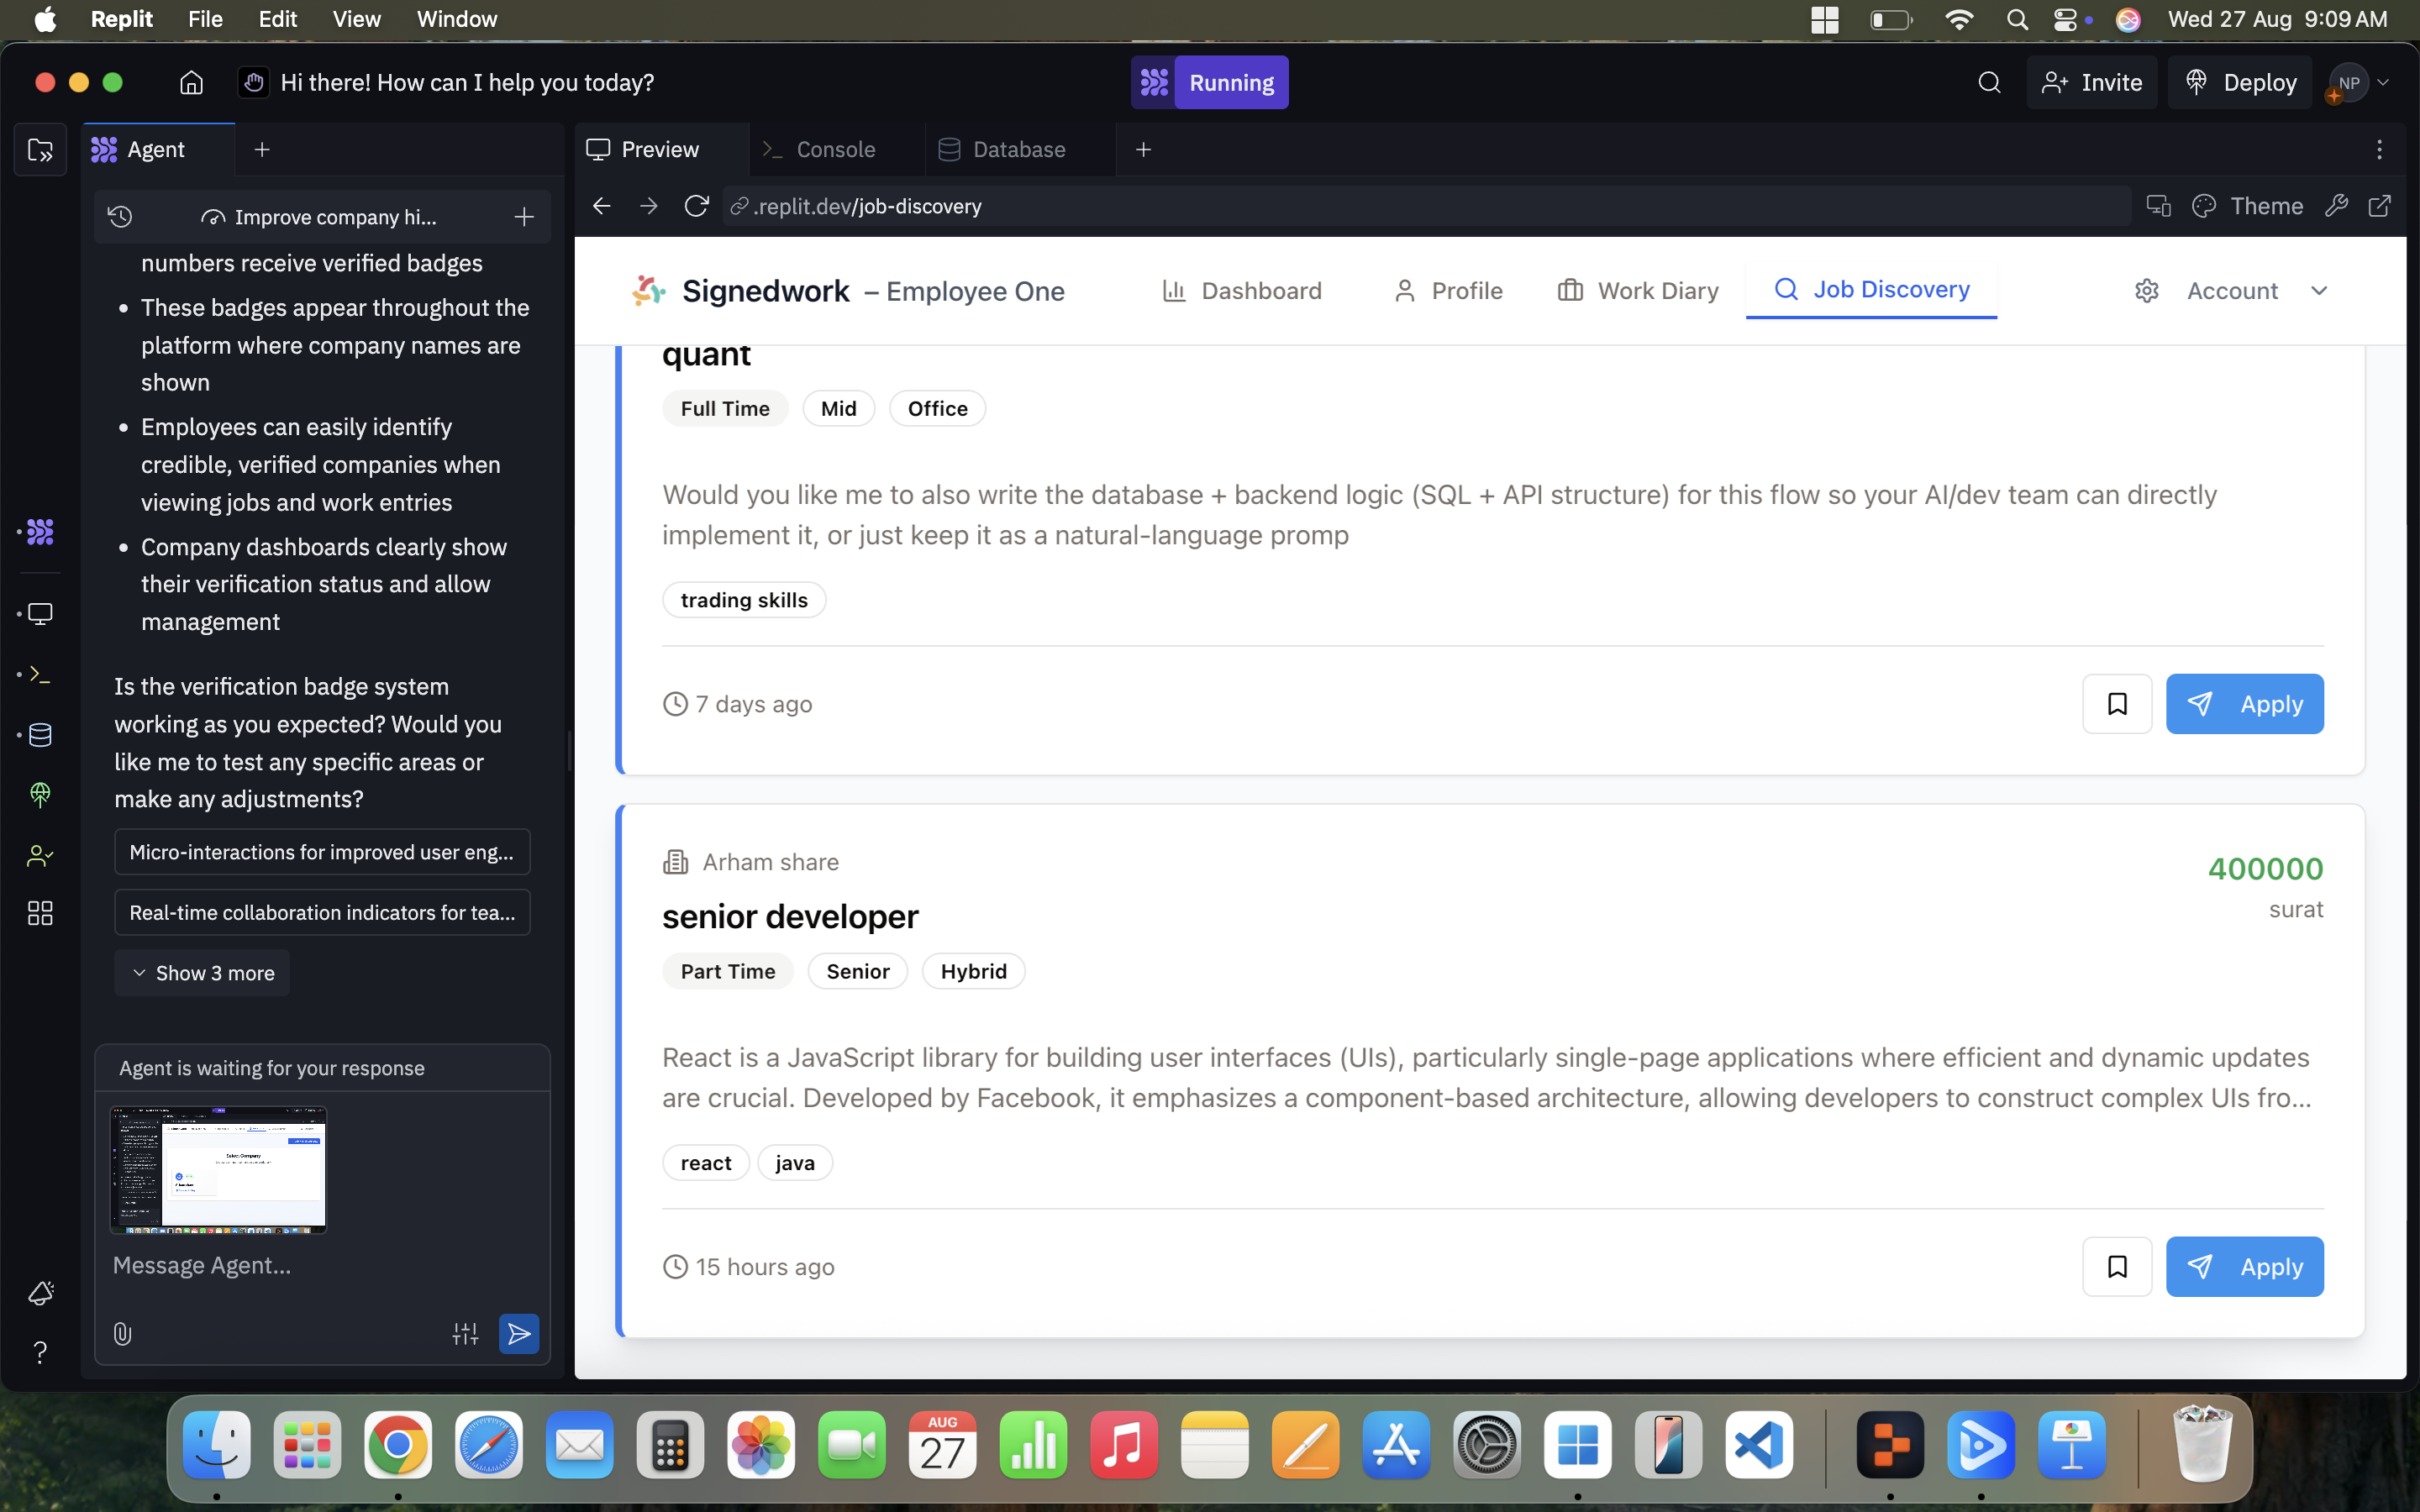 Replit File Edit View Window Wed 27 Aug 9:09 AM
Hi there! How can I help you today?
Running
Invite
Deploy
NP
Agent
Improve company hi...
numbers receive verified badges
• These badges appear throughout the
platform where company names are
shown
• Employees can easily identify
credible, verified companies when
viewing jobs and work entries
• Company dashboards clearly show
their verification status and allow
management
Is the verification badge system
working as you expected? Would you
like me to test any specific areas or
make any adjustments?
Micro-interactions for improved user eng...
Real-time collaboration indicators for tea...
Show 3 more
Agent is waiting for your response
Select Company
Message Agent...
Preview Console Database
.replit.dev/job-discovery
Theme
Signedwork – Employee One
Dashboard Profile Work Diary Job Discovery Account
quant
Full Time Mid Office
Would you like me to also write the database + backend logic (SQL + API structure) for this flow so your AI/dev team can directly
implement it, or just keep it as a natural-language promp
trading skills
7 days ago
Apply
Arham share
400000
senior developer
surat
Part Time Senior Hybrid
React is a JavaScript library for building user interfaces (UIs), particularly single-page applications where efficient and dynamic updates
are crucial. Developed by Facebook, it emphasizes a component-based architecture, allowing developers to construct complex UIs fro...
react java
15 hours ago
Apply
AUG
27